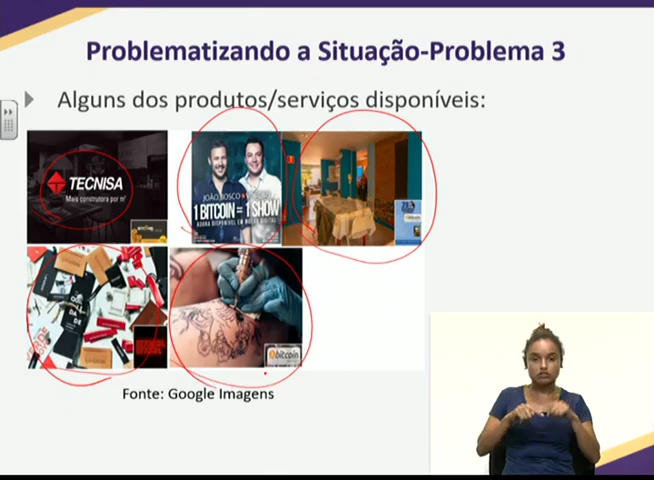 Problematizando a Situação-Problema 3
Alguns dos produtos/serviços disponíveis:
TECNISA
Mais construtora por m²
JOÃO BOSCO
1 BITCOIN = 1 SHOW
AGORA DISPONÍVEL EM MOEDA DIGITAL
bitcoin
Fonte: Google Imagens